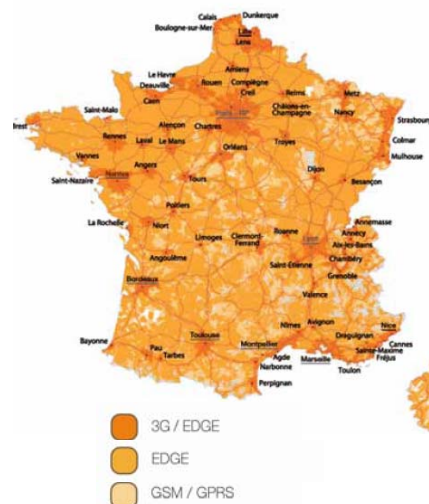 Calais Dunkerque
Boulogne-sur-Mer
Lille
Lens
Amiens
Le Havre
Rouen Compiègne
Deauville
Creil Reims Metz
Caen
Châlons-en-
Champagne
Nancy
Strasbourg
Brest
Saint-Malo
Alençon
Chartres
Rennes
Laval Le Mans
Troyes
Colmar
Orléans
Mulhouse
Vannes
Angers
Saint-Nazaire
Nantes
Tours
Dijon
Besançon
Poitiers
La Rochelle
Niort
Limoges
Clermont-
Ferrand
Roanne
Lyon
Annemasse
Annecy
Aix-les-Bains
Angoulême
Saint-Étienne
Chambéry
Grenoble
Bordeaux
Valence
Nîmes Avignon
Nice
Bayonne
Toulouse
Montpellier
Draguignan
Cannes
Pau
Tarbes
Agde
Marseille
Sainte-Maxime
Fréjus
Narbonne
Toulon
Perpignan
3G / EDGE
EDGE
GSM / GPRS